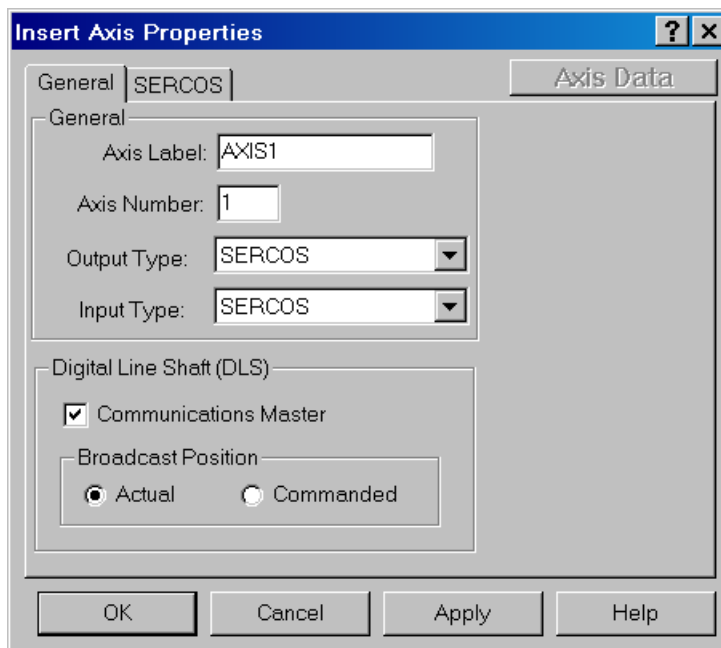 Insert Axis Properties
General SERCOS Axis Data
General
Axis Label: AXIS1
Axis Number: 1
Output Type: SERCOS
Input Type: SERCOS
Digital Line Shaft (DLS)
Communications Master
Broadcast Position
Actual Commanded
OK Cancel Apply Help